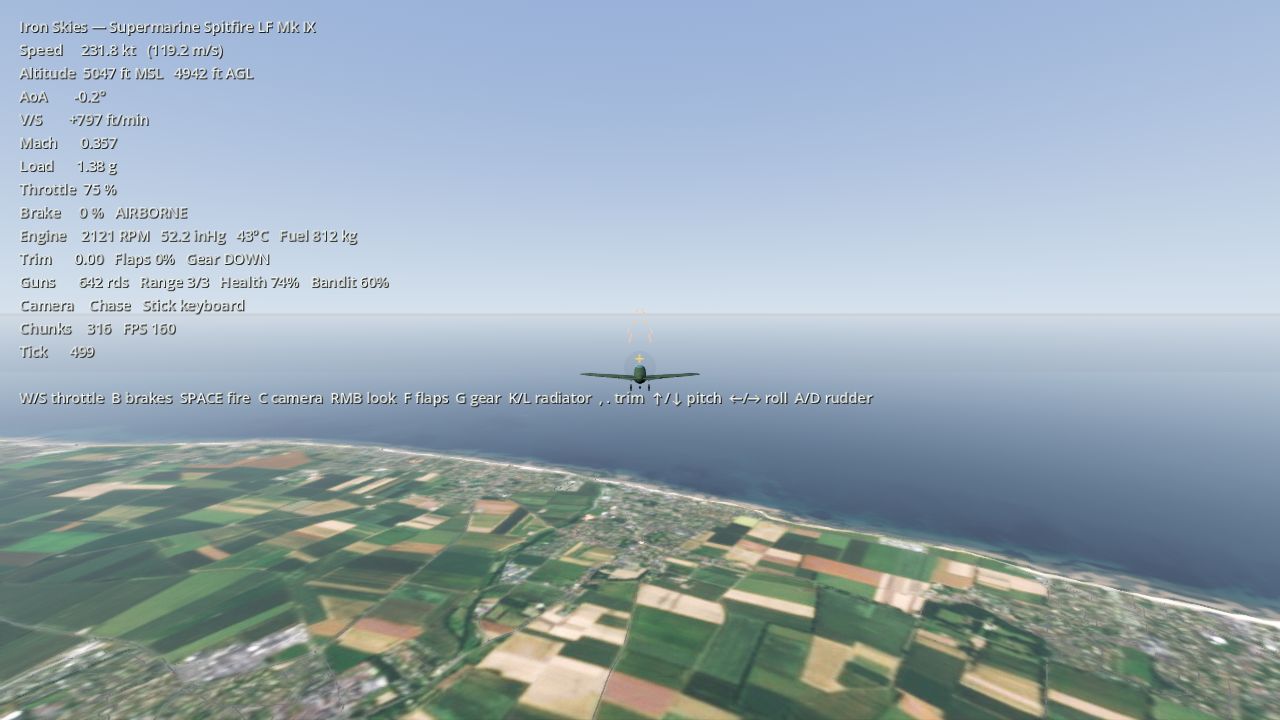 Iron Skies — Supermarine Spitfire LF Mk IX
Speed 231.8 kt (119.2 m/s)
Altitude 5047 ft MSL 4942 ft AGL
AoA -0.2°
V/S +797 ft/min
Mach 0.357
Load 1.38 g
Throttle 75 %
Brake 0 % AIRBORNE
Engine 2121 RPM 52.2 inHg 43°C Fuel 812 kg
Trim 0.00 Flaps 0% Gear DOWN
Guns 642 rds Range 3/3 Health 74% Bandit 60%
Camera Chase Stick keyboard
Chunks 316 FPS 160
Tick 499
W/S throttle B brakes SPACE fire C camera RMB look F flaps G gear K/L radiator , . trim ↑/↓ pitch ←/→ roll A/D rudder